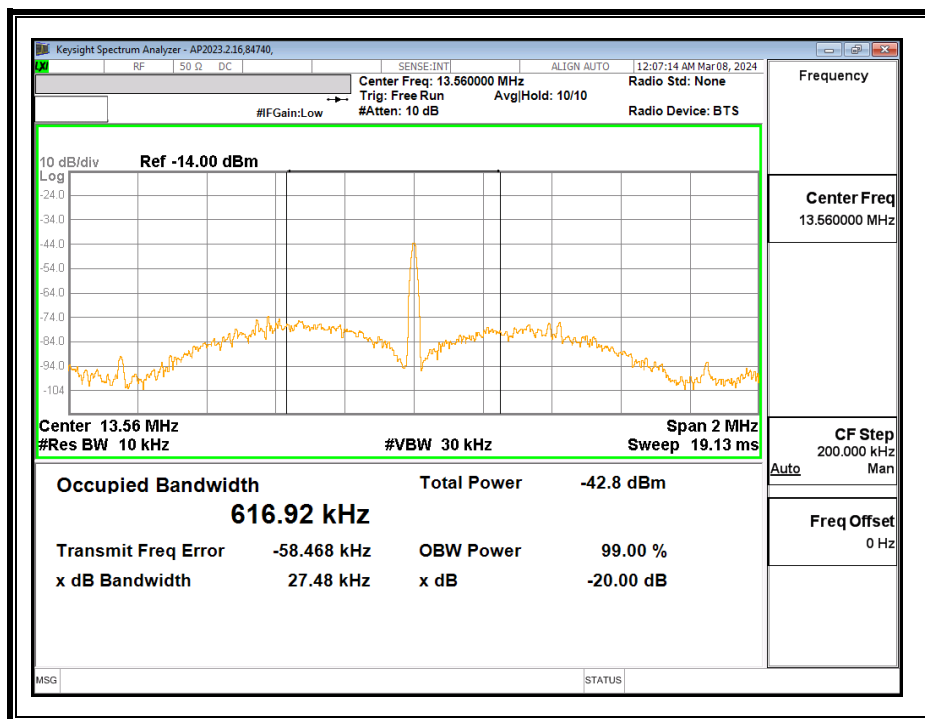 Keysight Spectrum Analyzer - AP2023.2.16,84740,
LXI RF 50 Ω DC SENSE:INT ALIGN AUTO 12:07:14 AM Mar 08, 2024
Center Freq: 13.560000 MHz Radio Std: None
Trig: Free Run Avg|Hold: 10/10
#IFGain:Low #Atten: 10 dB Radio Device: BTS
Frequency
10 dB/div Ref -14.00 dBm
Log
-24.0
-34.0
-44.0
-54.0
-64.0
-74.0
-84.0
-94.0
-104
Center 13.56 MHz Span 2 MHz
#Res BW 10 kHz #VBW 30 kHz Sweep 19.13 ms
Center Freq
13.560000 MHz
CF Step
200.000 kHz
Auto Man
Freq Offset
0 Hz
Occupied Bandwidth Total Power -42.8 dBm
616.92 kHz
Transmit Freq Error -58.468 kHz OBW Power 99.00 %
x dB Bandwidth 27.48 kHz x dB -20.00 dB
MSG STATUS